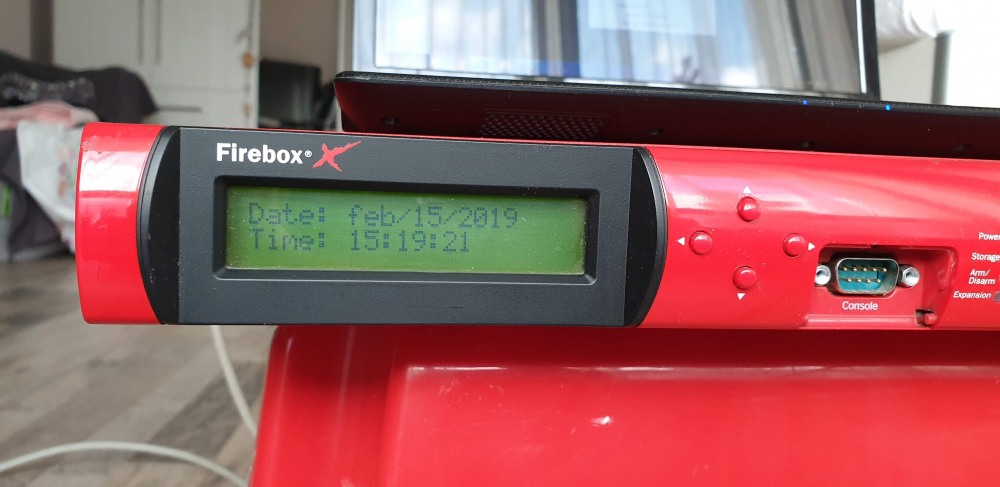 Firebox® X
Date: feb/15/2019
Time: 15:19:21
Power
Storage
Arm/
Disarm
Expansion
Console